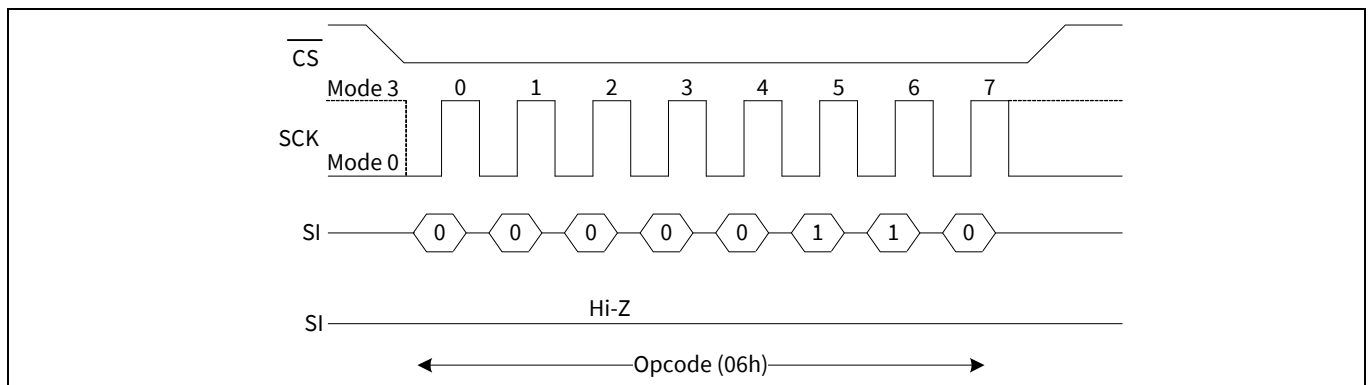 CS
Mode 3 0 1 2 3 4 5 6 7
SCK
Mode 0
SI 0 0 0 0 0 1 1 0
Hi-Z
SI
Opcode (06h)